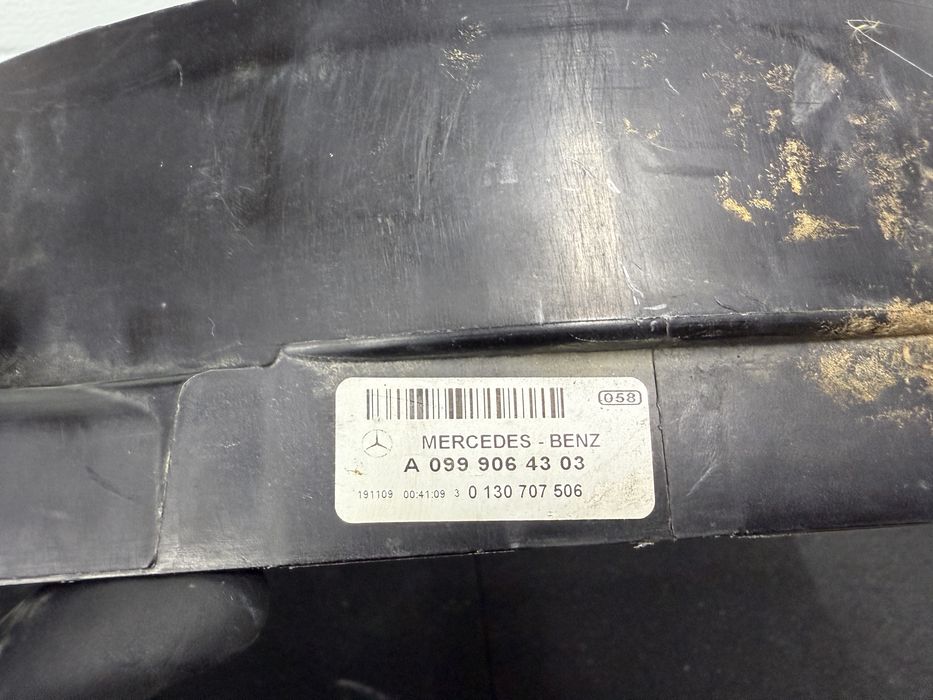 058
MERCEDES - BENZ
A 099 906 43 03
191109 00:41:09 3 0 130 707 506